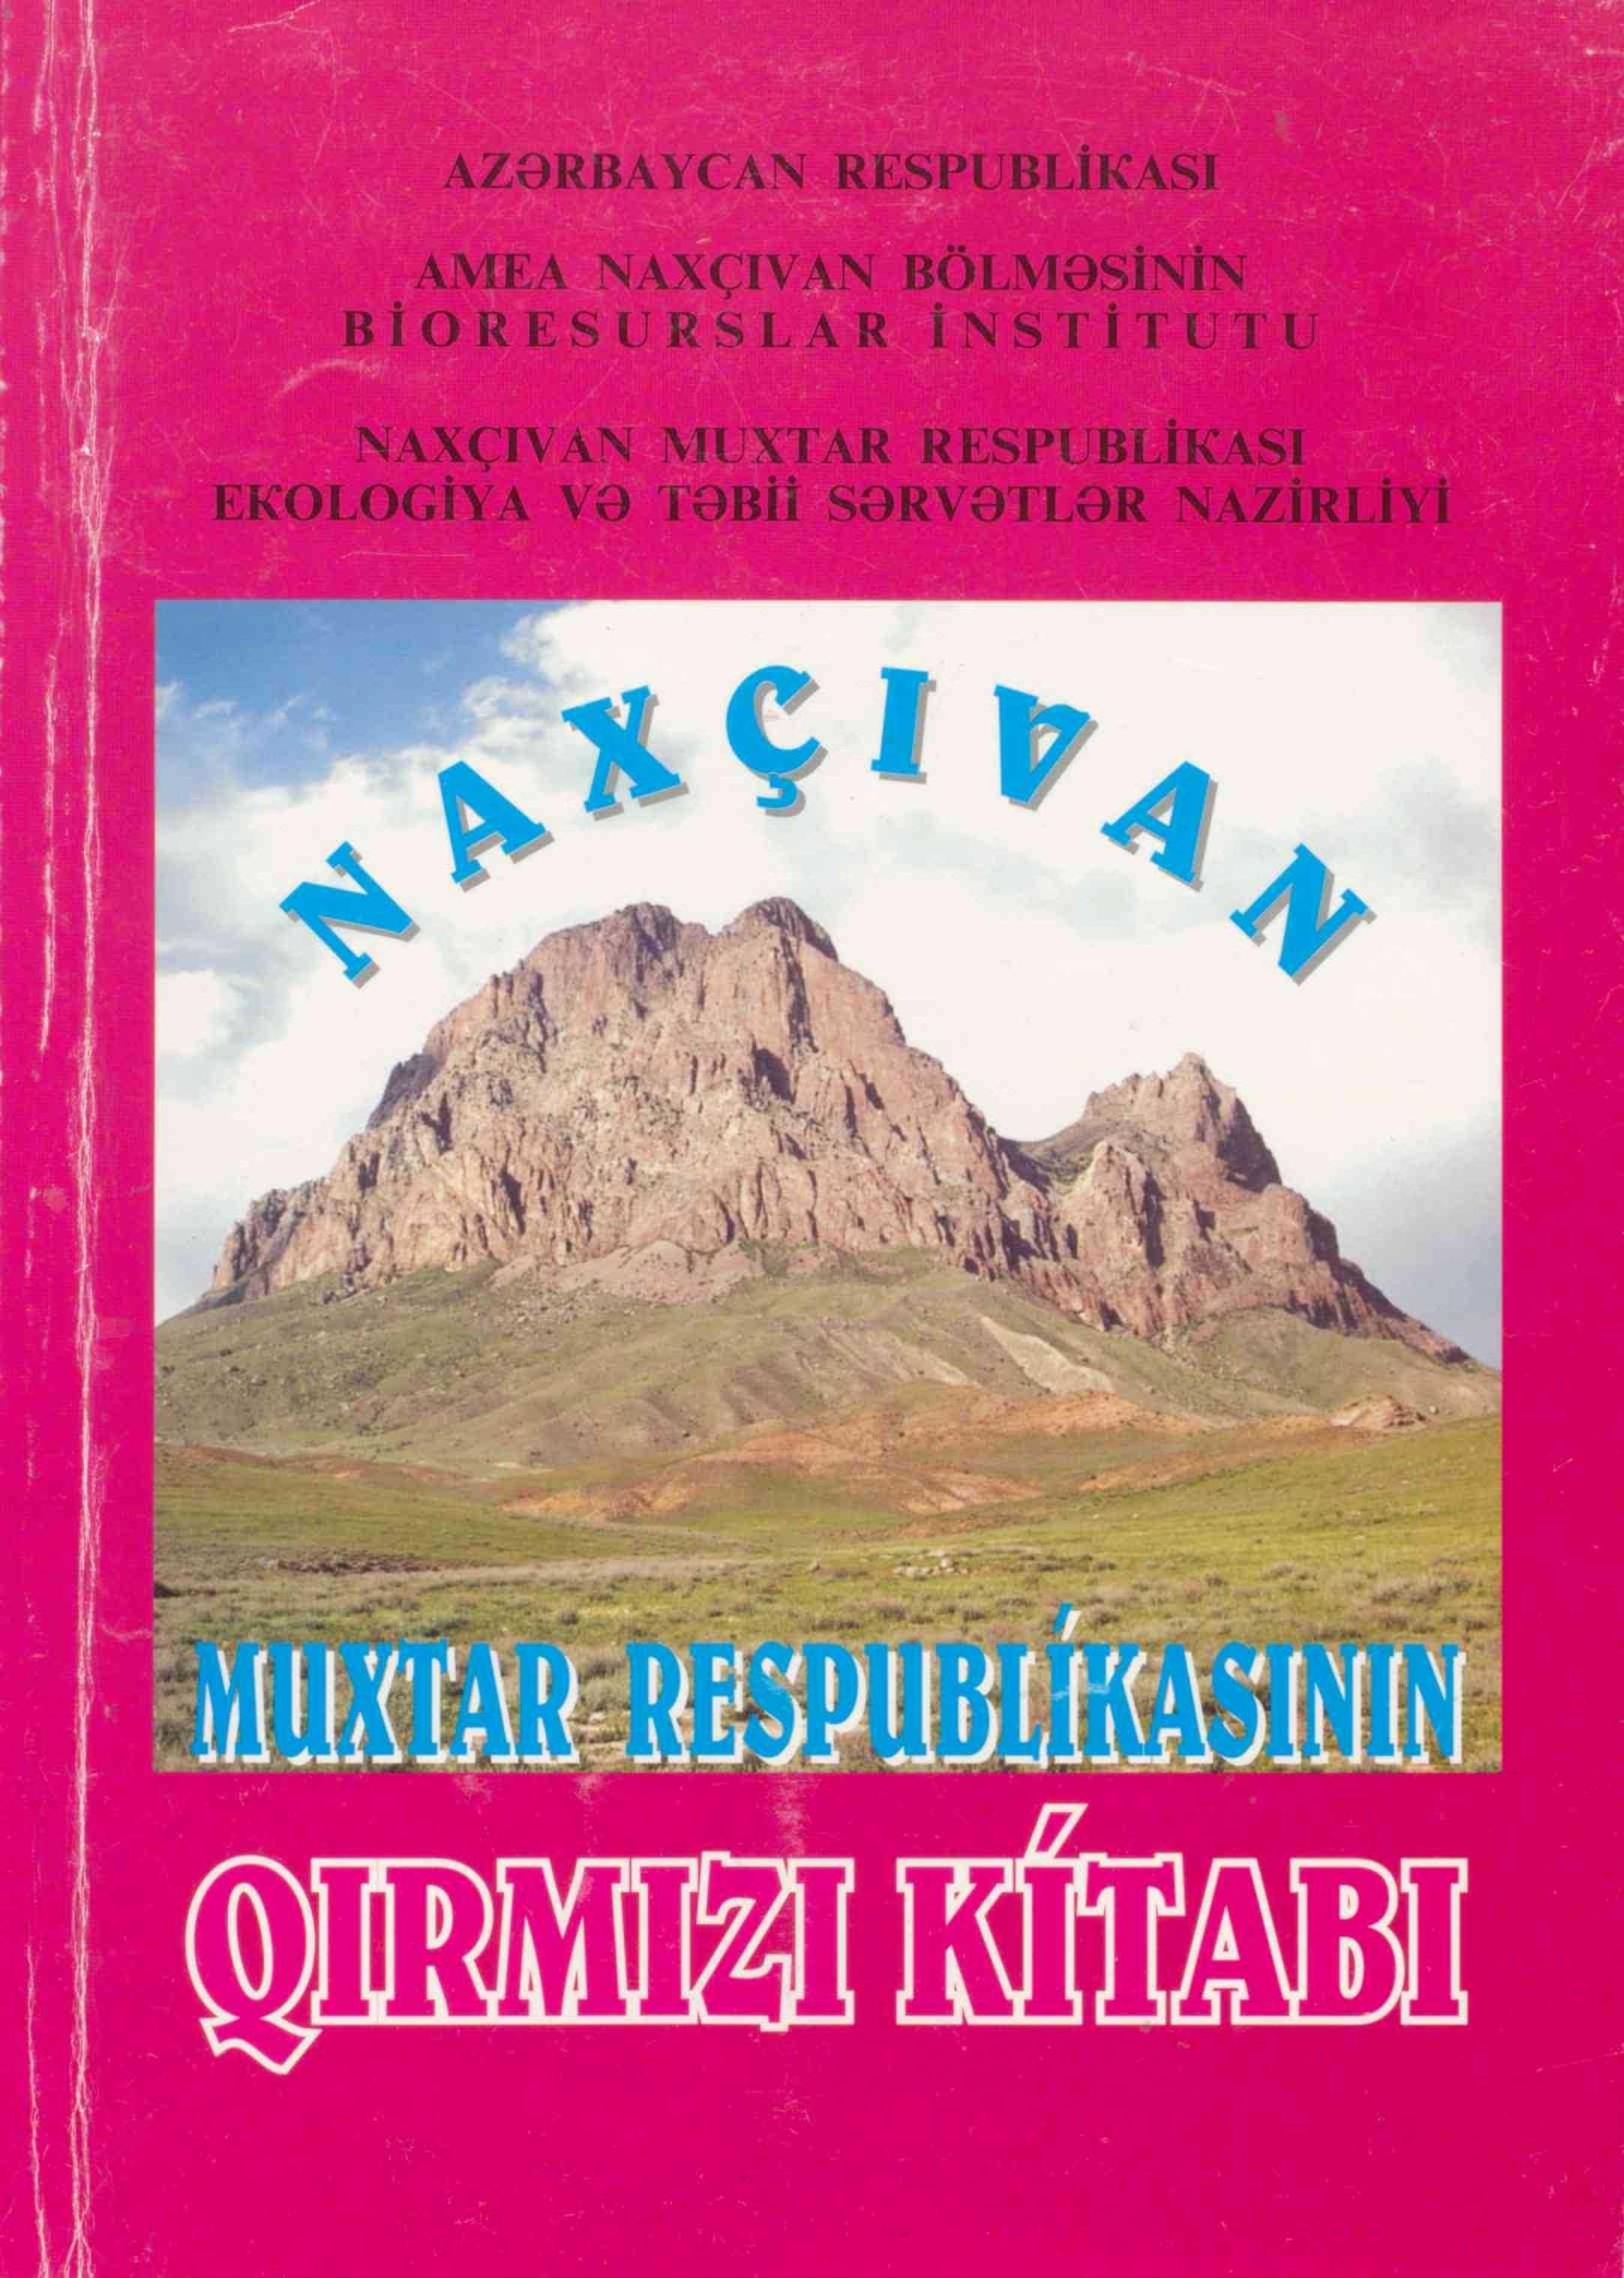 AZƏRBAYCAN RESPUBLİKASI
AMEA NAXÇIVAN BÖLMƏSİNİN
BİORESURSLAR İNSTİTUTU
NAXÇIVAN MUXTAR RESPUBLİKASI
EKOLOGİYA VƏ TƏBİİ SƏRVƏTLƏR NAZİRLİYİ
NAXÇIVAN
MUXTAR RESPUBLİKASININ
QIRMIZI KİTABI